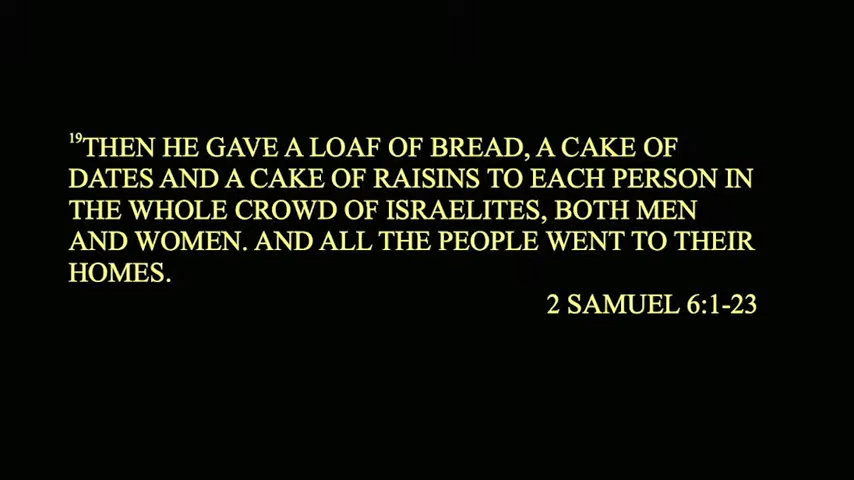 19THEN HE GAVE A LOAF OF BREAD, A CAKE OF
DATES AND A CAKE OF RAISINS TO EACH PERSON IN
THE WHOLE CROWD OF ISRAELITES, BOTH MEN
AND WOMEN. AND ALL THE PEOPLE WENT TO THEIR
HOMES.
2 SAMUEL 6:1-23